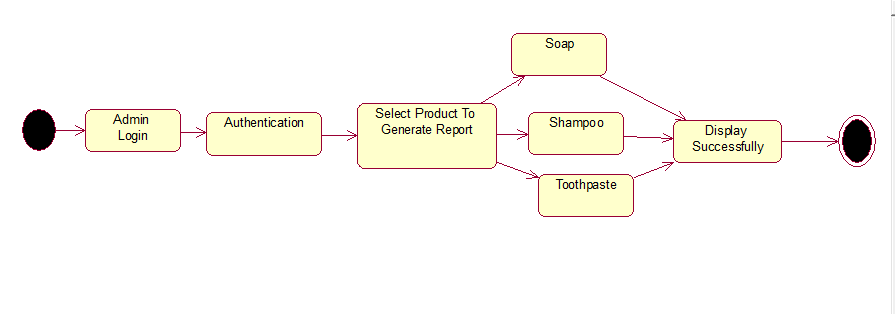 Admin
Login
Authentication
Select Product To
Generate Report
Soap
Shampoo
Toothpaste
Display
Successfully